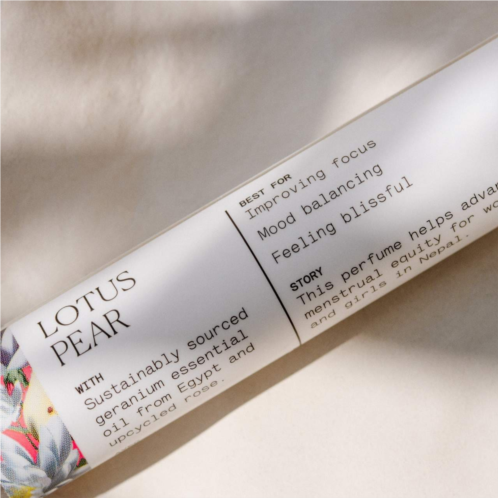 LOTUS
PEAR
WITH
Sustainably sourced
geranium essential
oil from Egypt and
upcycled rose.
BEST FOR
Improving focus
Mood balancing
Feeling blissful
STORY
This perfume helps
menstrual equity for
and girls in Nepal.